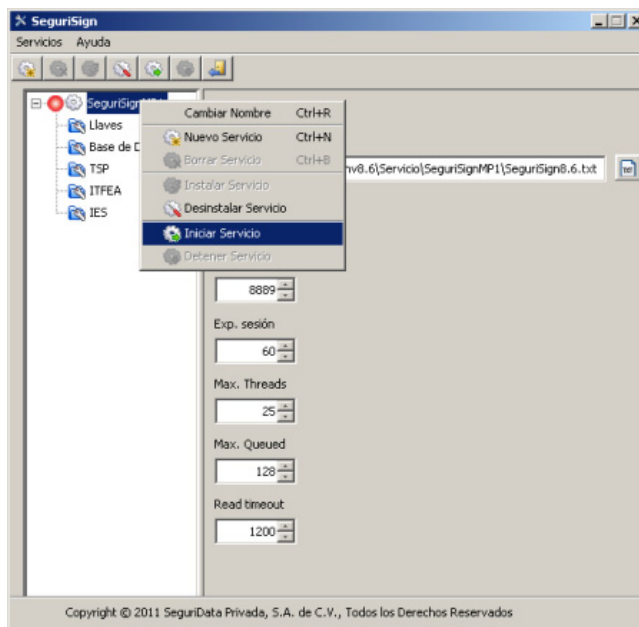 SeguriSign
Servicios Ayuda
SeguriSignMP1
Llaves
Base de D
TSP
ITFEA
IES
Cambiar Nombre Ctrl+R
Nuevo Servicio Ctrl+N
Borrar Servicio Ctrl+B
Instalar Servicio
Desinstalar Servicio
Iniciar Servicio
Detener Servicio
nv8.6\Servicio\SeguriSignMP1\SeguriSign8.6.txt
8889
Exp. sesión
60
Max. Threads
25
Max. Queued
128
Read timeout
1200
Copyright © 2011 SeguriData Privada, S.A. de C.V., Todos los Derechos Reservados